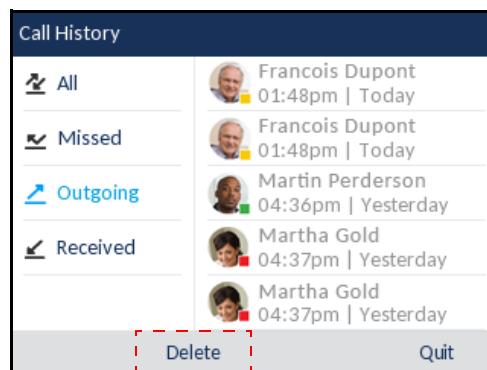 Call History
All
Missed
Outgoing
Received
Francois Dupont
01:48pm | Today
Francois Dupont
01:48pm | Today
Martin Perderson
04:36pm | Yesterday
Martha Gold
04:37pm | Yesterday
Martha Gold
04:37pm | Yesterday
Delete
Quit